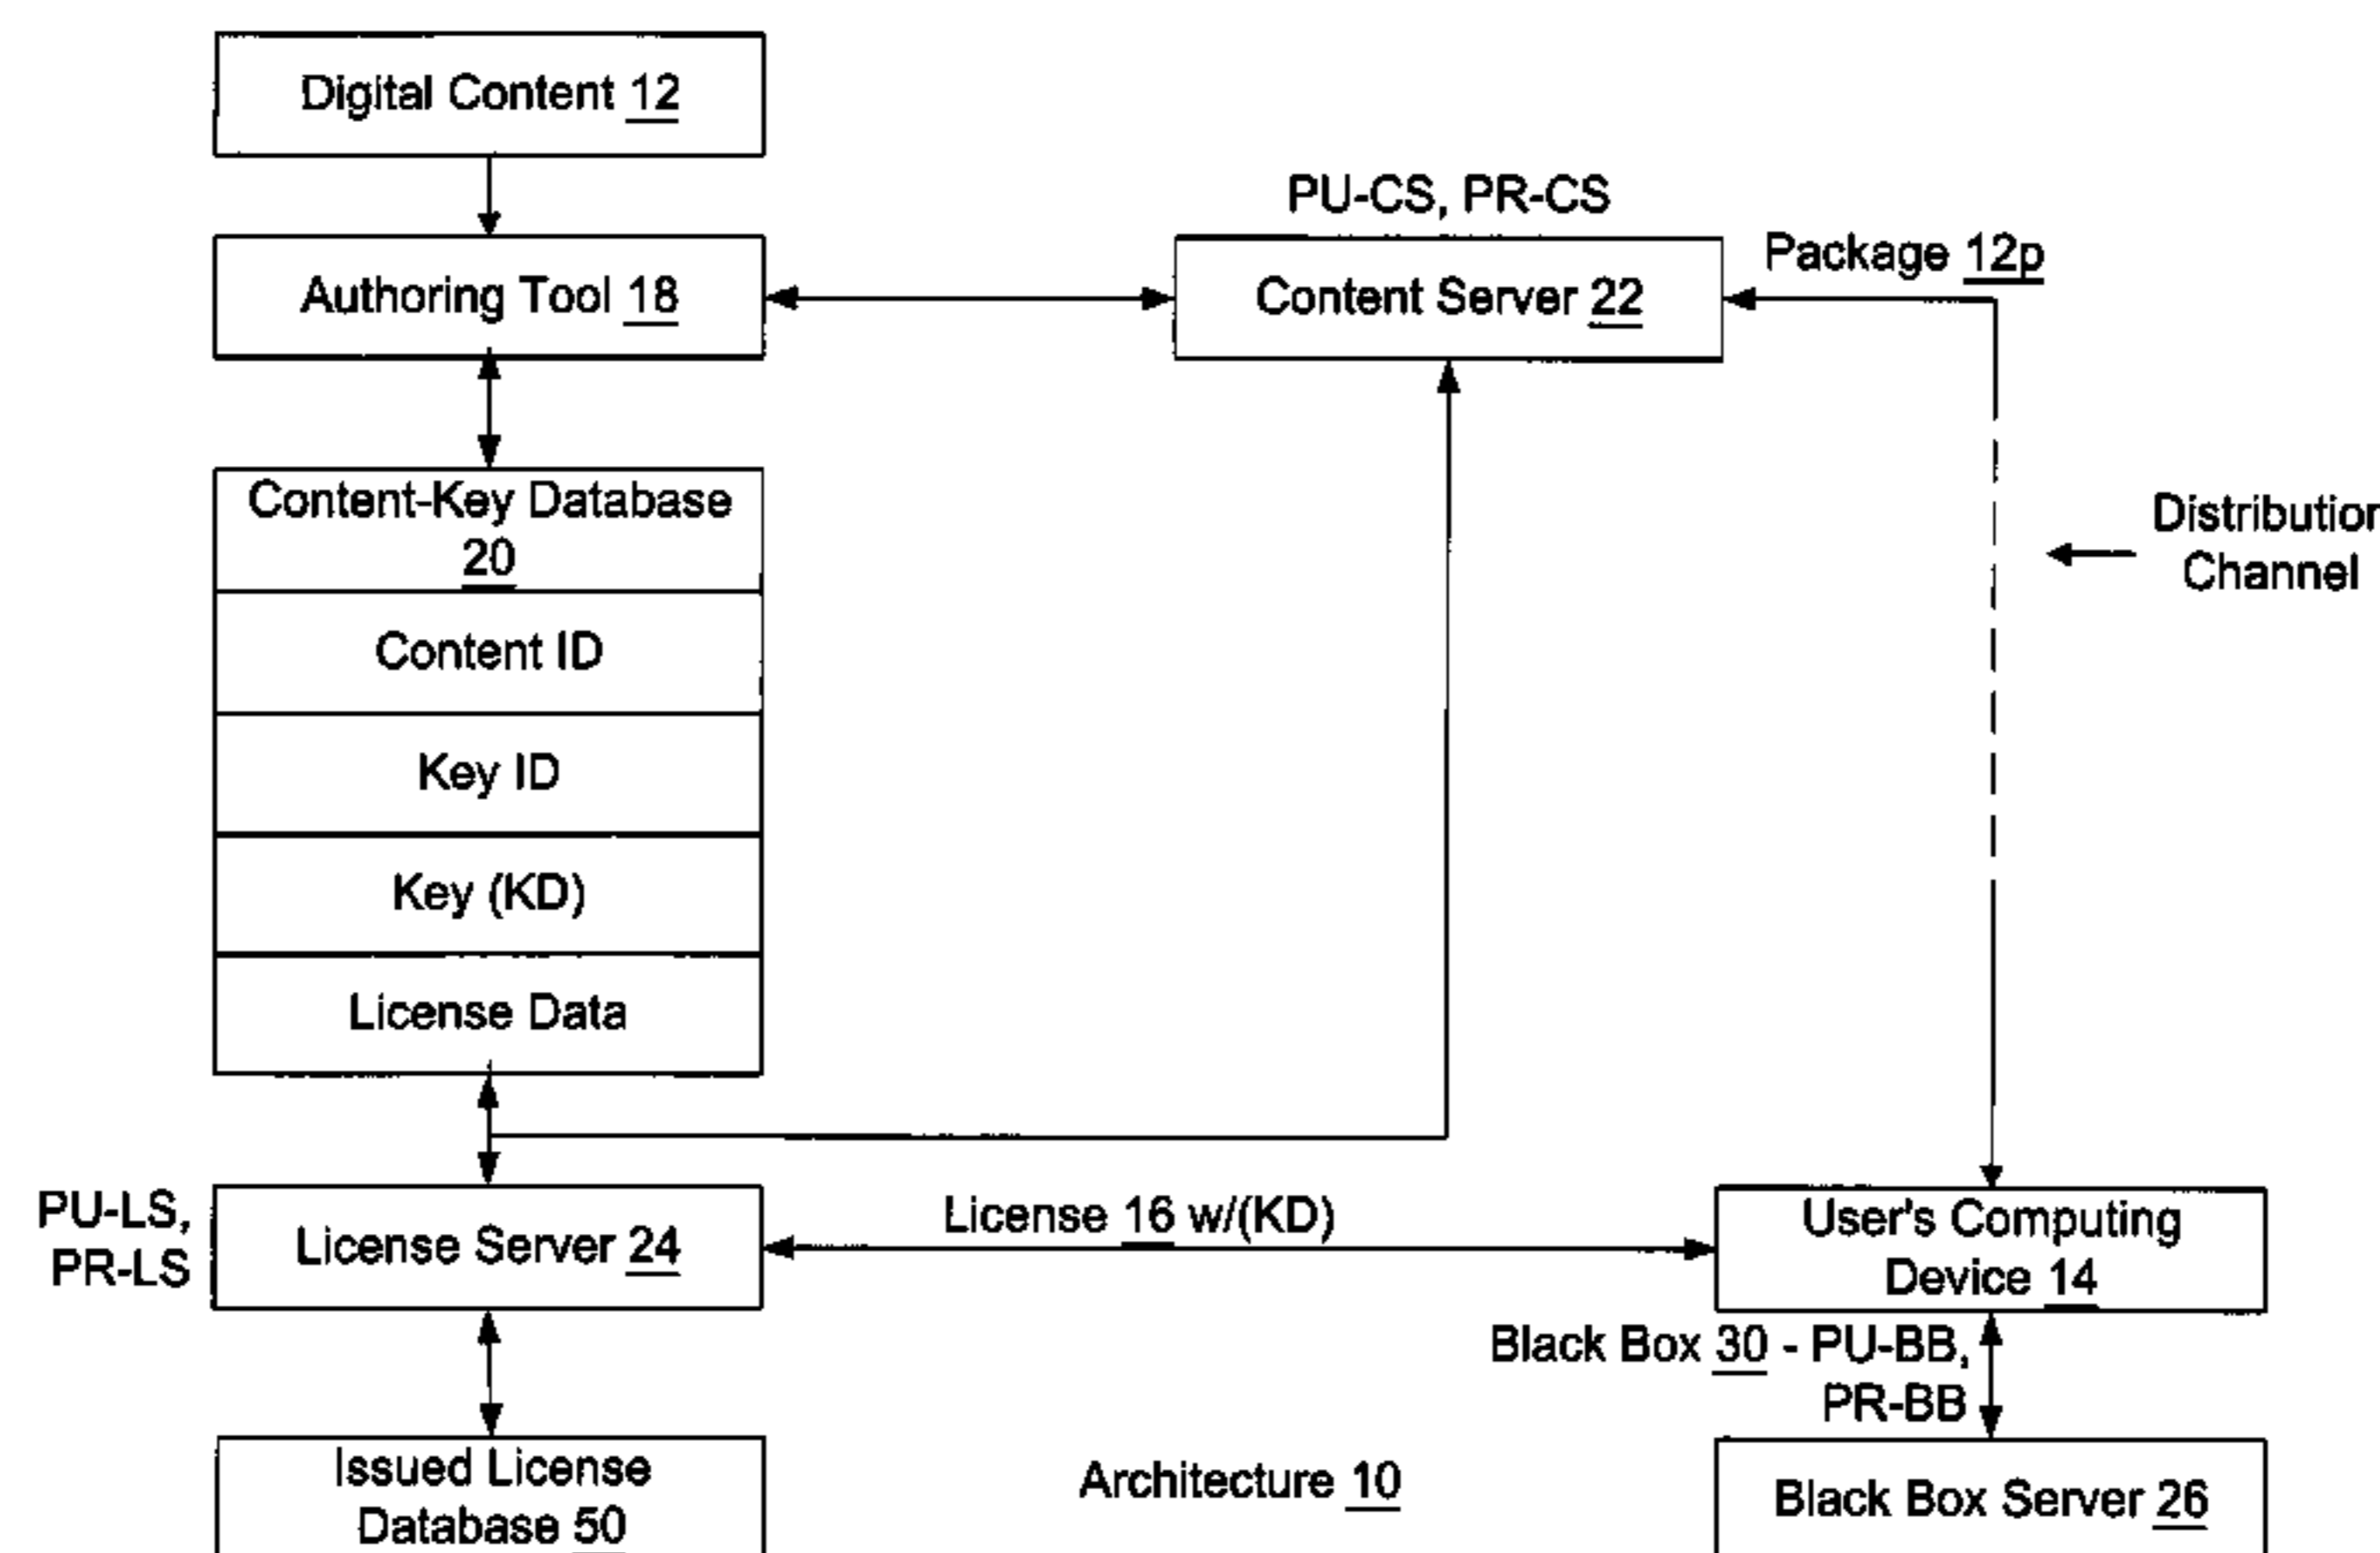 Digital Content 12
PU-CS, PR-CS
Authoring Tool 18
Content Server 22
Package 12p
Content-Key Database
20
Distribution
Channel
Content ID
Key ID
Key (KD)
License Data
PU-LS,
PR-LS
License Server 24
License 16 w/(KD)
User's Computing
Device 14
Black Box 30 - PU-BB,
PR-BB
Issued License
Database 50
Architecture 10
Black Box Server 26